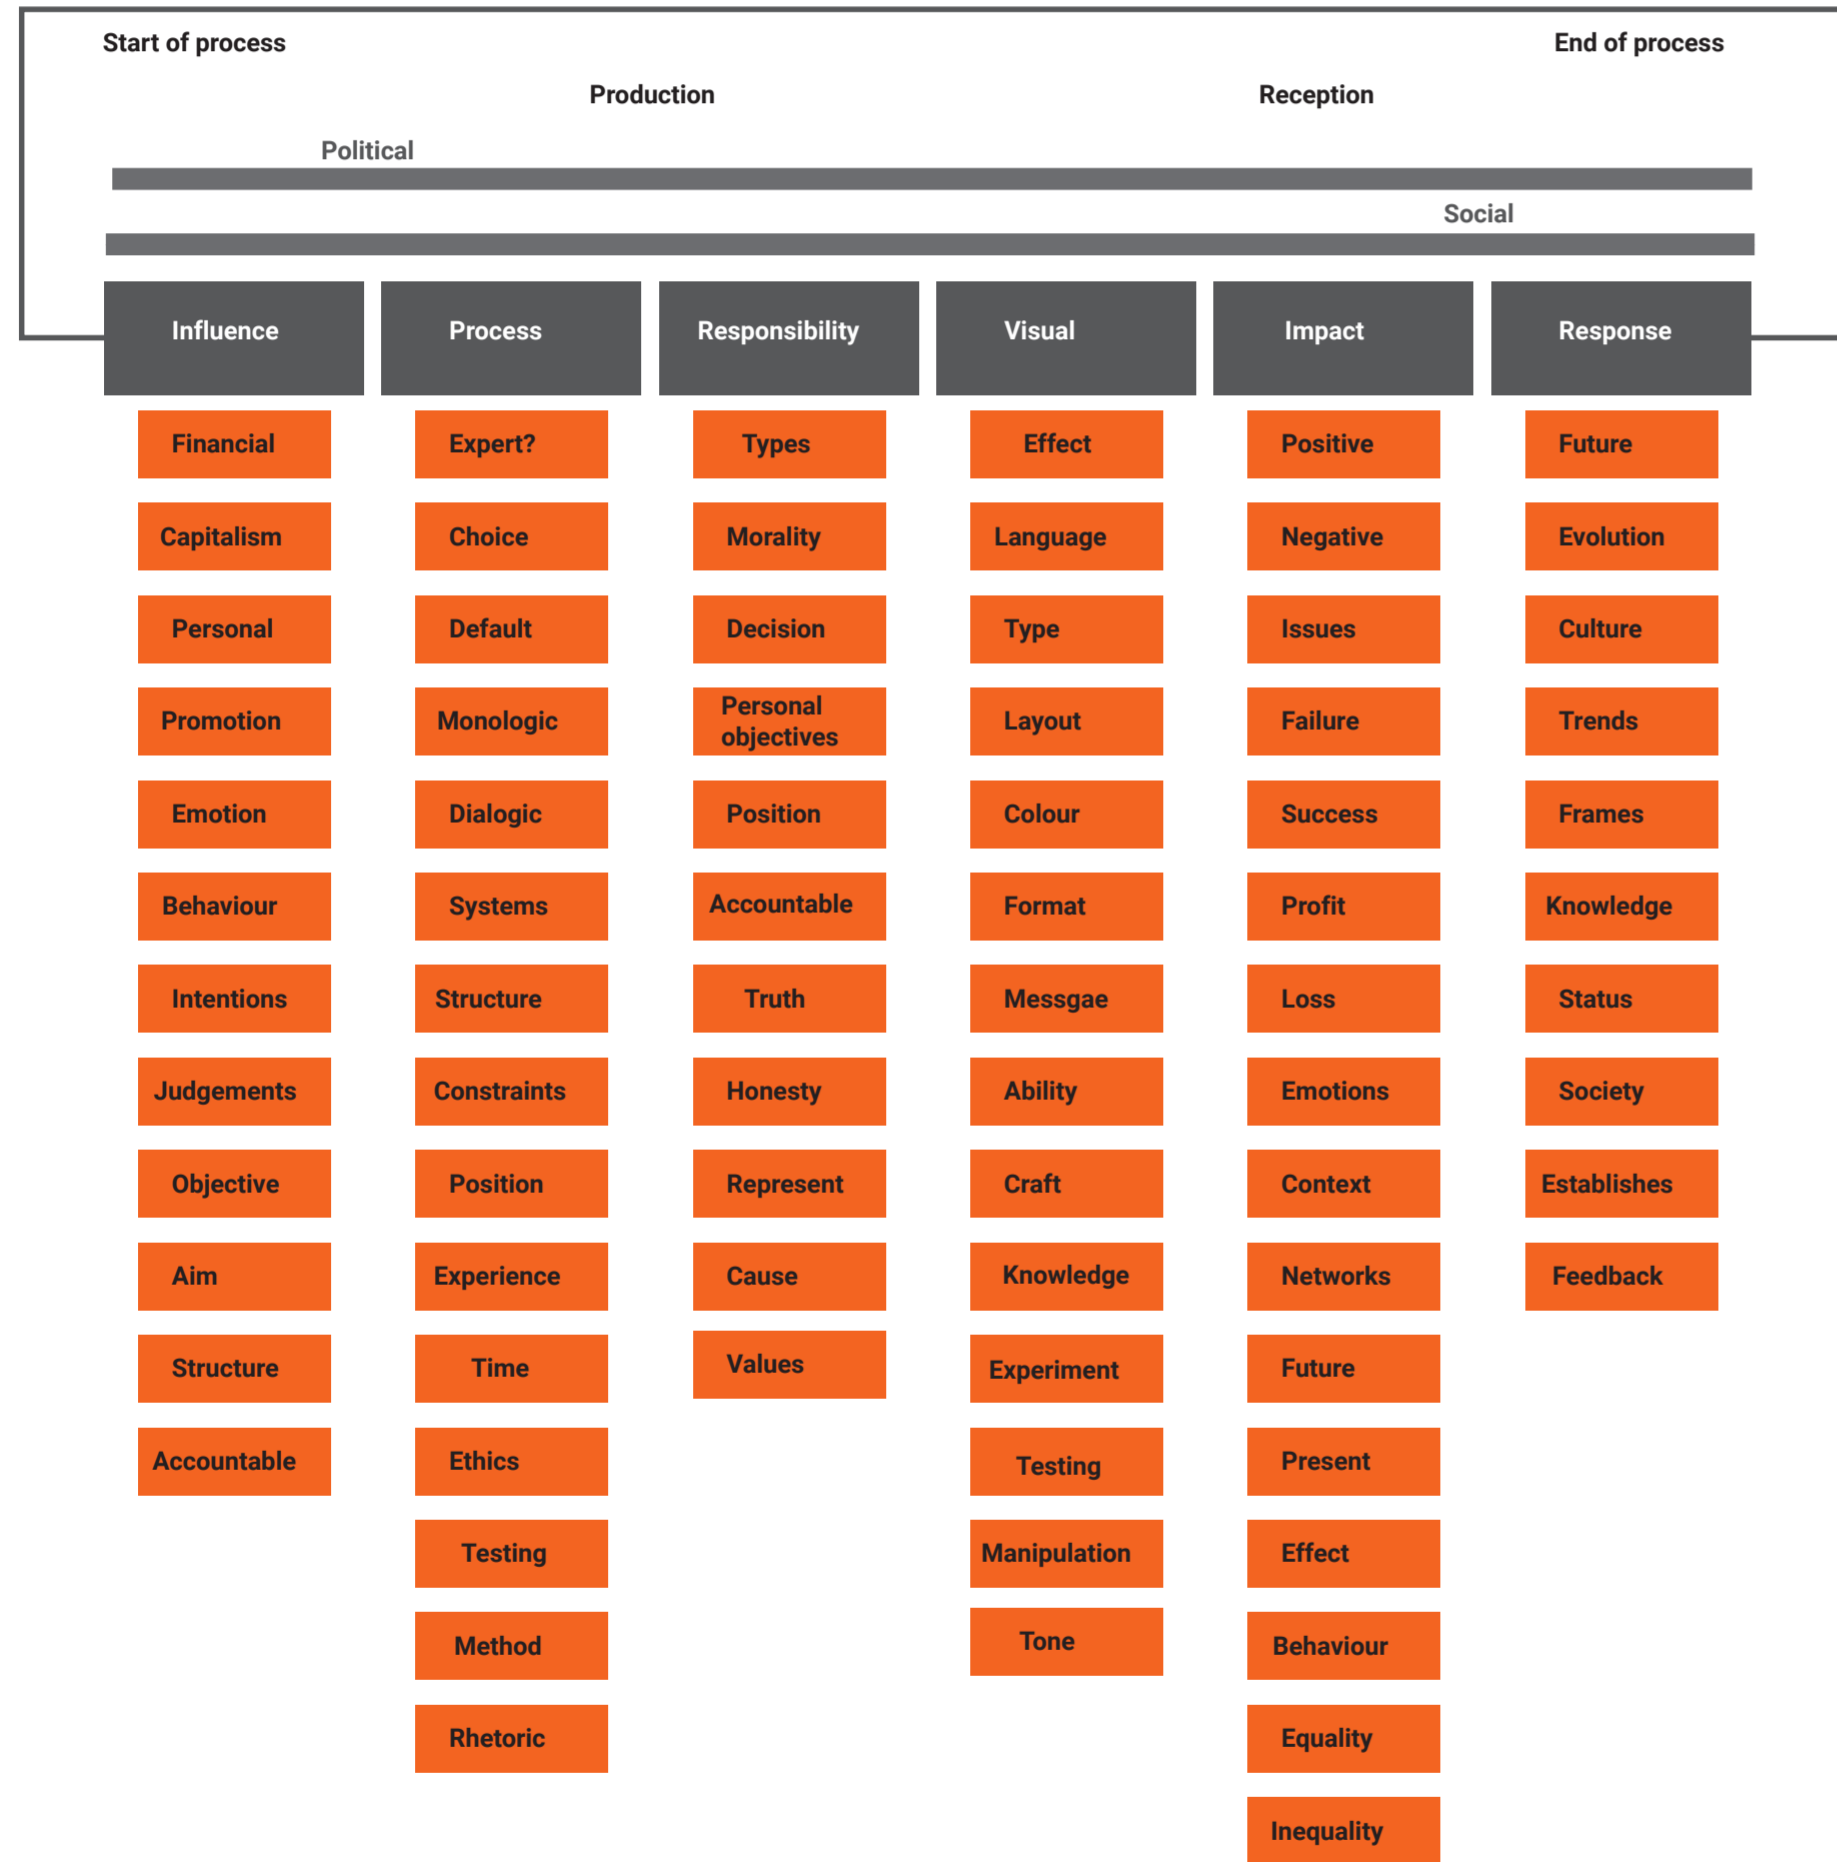 Start of process
End of process
Production
Reception
Political
Social
Influence
Process
Responsibility
Visual
Impact
Response
Financial
Capitalism
Personal
Promotion
Emotion
Behaviour
Intentions
Judgements
Objective
Aim
Structure
Accountable
Expert?
Choice
Default
Monologic
Dialogic
Systems
Structure
Constraints
Position
Experience
Time
Ethics
Testing
Method
Rhetoric
Types
Morality
Decision
Personal
objectives
Position
Accountable
Truth
Honesty
Represent
Cause
Values
Effect
Language
Type
Layout
Colour
Format
Messgae
Ability
Craft
Knowledge
Experiment
Testing
Manipulation
Tone
Positive
Negative
Issues
Failure
Success
Profit
Loss
Emotions
Context
Networks
Future
Present
Effect
Behaviour
Equality
Inequality
Future
Evolution
Culture
Trends
Frames
Knowledge
Status
Society
Establishes
Feedback